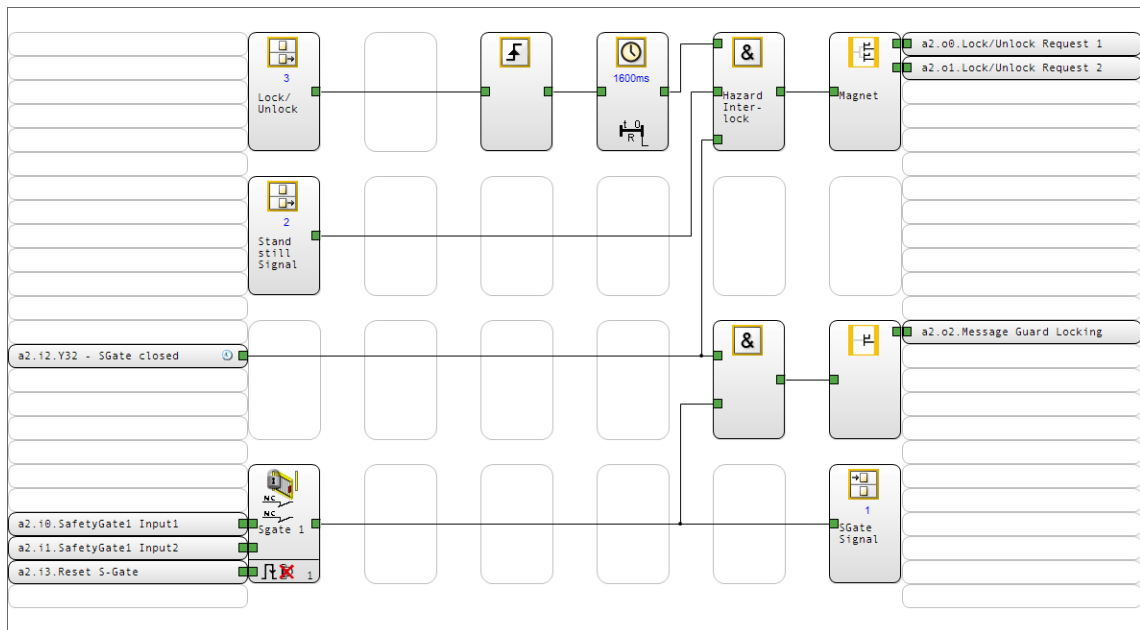 3
Lock/
Unlock
1600ms
t 0
R
&
Hazard
Inter-
lock
Magnet
a2.o0.Lock/Unlock Request 1
a2.o1.Lock/Unlock Request 2
2
Stand
still
Signal
a2.i2.Y32 - SGate closed
&
a2.o2.Message Guard Locking
NC
NC
Sgate 1
1
a2.i0.SafetyGate1 Input1
a2.i1.SafetyGate1 Input2
a2.i3.Reset S-Gate
1
SGate
Signal